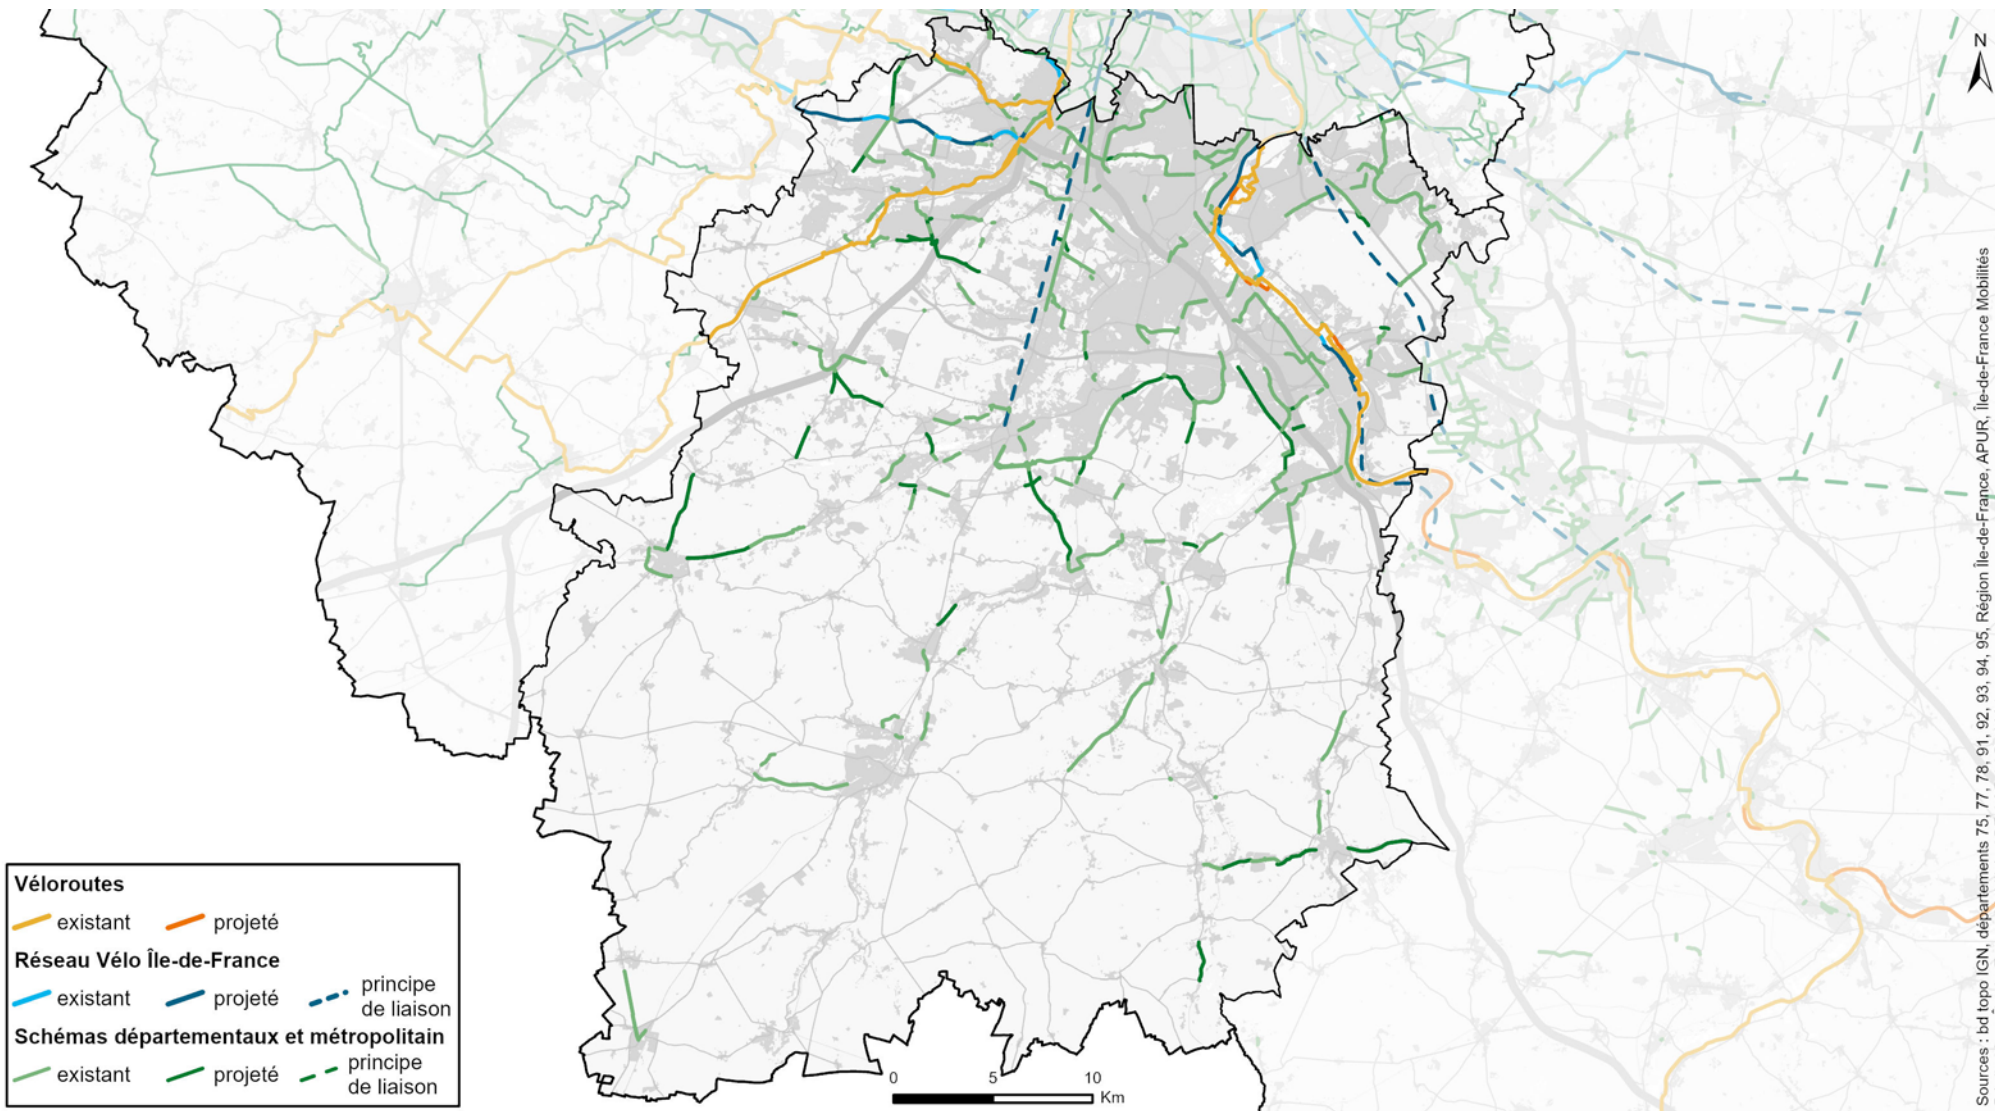 N
Véloroutes
existant projeté
Réseau Vélo Île-de-France
existant projeté principe
de liaison
Schémas départementaux et métropolitain
existant projeté principe
de liaison
0 5 10
Km
Sources : bd topo IGN, départements 75, 77, 78, 91, 92, 93, 94, 95, Région Île-de-France, APUR, Île-de-France Mobilités